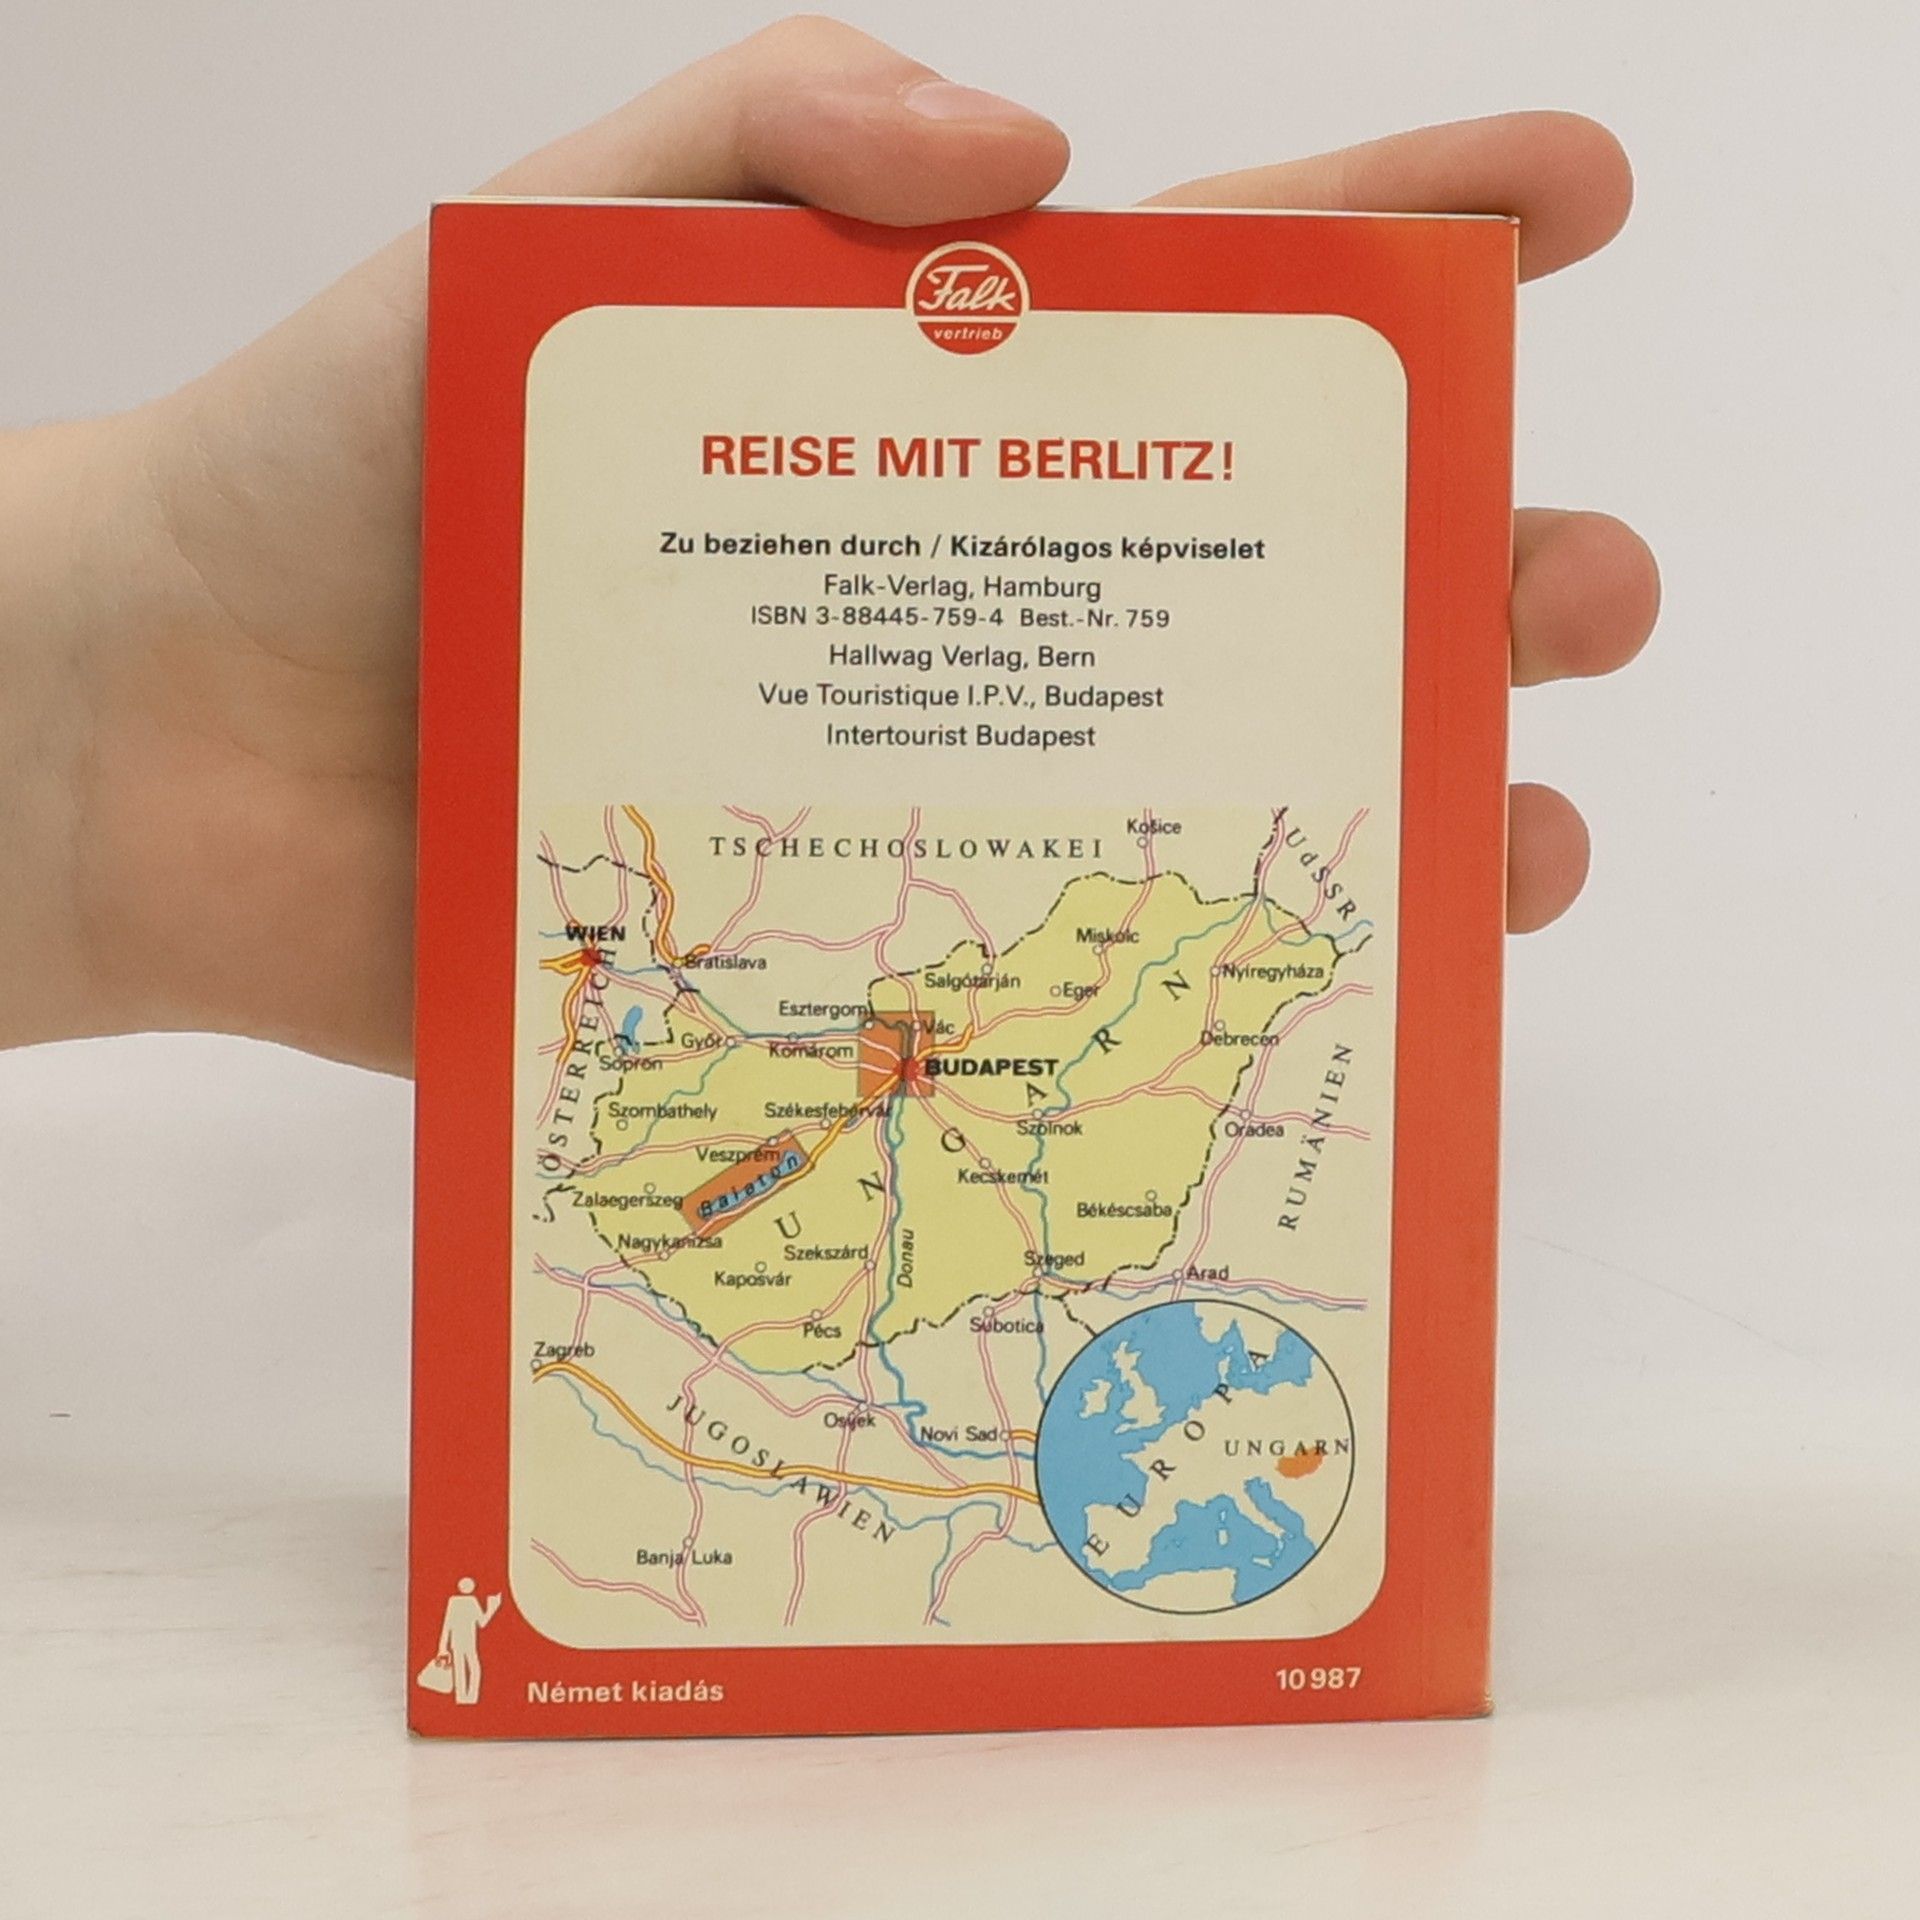 Falk
vertrieb
REISE MIT BERLITZ!
Zu beziehen durch / Kizárólagos képviselet
Falk-Verlag, Hamburg
ISBN 3-88445-759-4 Best.-Nr. 759
Hallwag Verlag, Bern
Vue Touristique I.P.V., Budapest
Intertourist Budapest
Košice
TSCHECHOSLOWAKEI
UdSSR
WIEN
Miskolc
Bratislava
Salgótarján
Eger
Nyíregyháza
Esztergom
Vác
Győr
Komárom
Debrecen
Sopron
BUDAPEST
ÖSTERREICH
Szombathely
Székesfehérvár
Szolnok
Oradea
RUMÄNIEN
Veszprém
Balaton
Kecskemét
Zalaegerszeg
UNGARN
Békéscsaba
Nagykanizsa
Szekszárd
Donau
Szeged
Kaposvár
Arad
Pécs
Subotica
Zagreb
JUGOSLAWIEN
Osijek
Novi Sad
EUROPA
UNGARN
Banja Luka
Német kiadás
10987